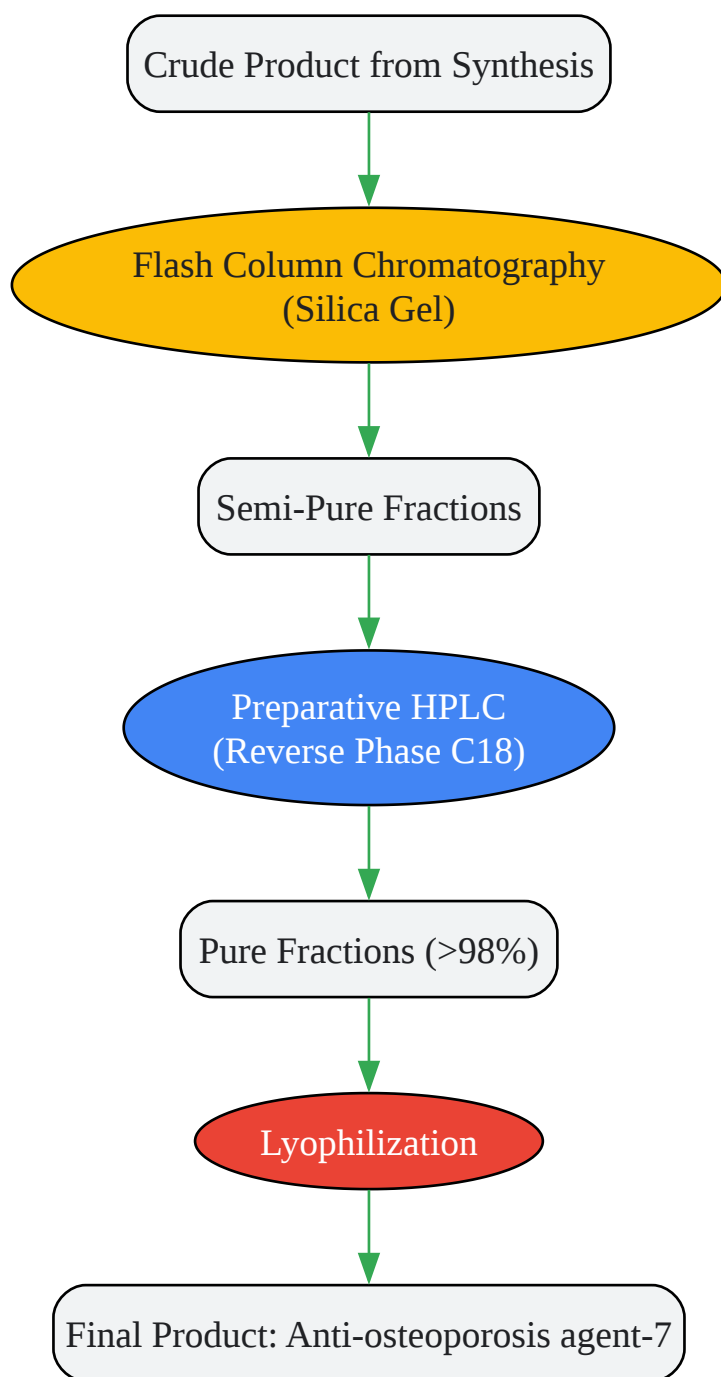 Crude Product from Synthesis
Flash Column Chromatography
(Silica Gel)
Semi-Pure Fractions
Preparative HPLC
(Reverse Phase C18)
Pure Fractions (>98%)
Lyophilization
Final Product: Anti-osteoporosis agent-7